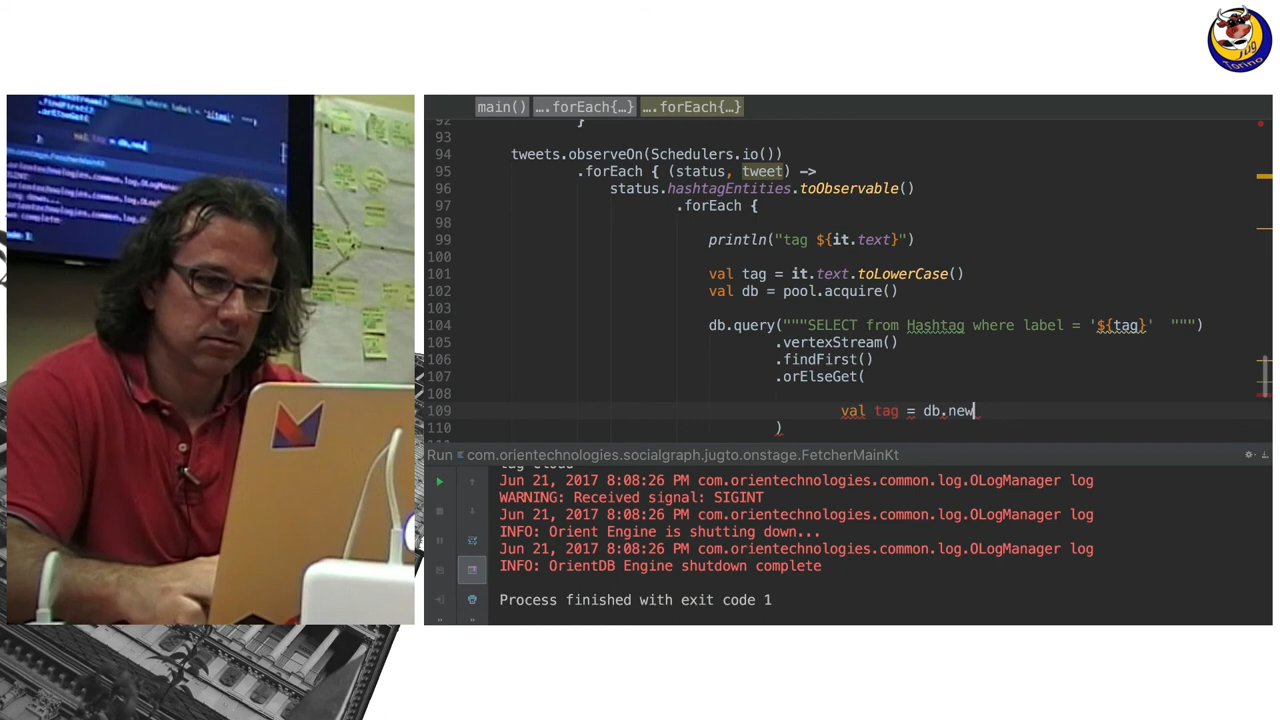 Jug
Torino
main() ….forEach{…} ….forEach{…}
92 }
93
94 tweets.observeOn(Schedulers.io())
95 .forEach { (status, tweet) ->
96 status.hashtagEntities.toObservable()
97 .forEach {
98
99 println("tag ${it.text}")
100
101 val tag = it.text.toLowerCase()
102 val db = pool.acquire()
103
104 db.query("""SELECT from Hashtag where label = '${tag}' """)
105 .vertexStream()
106 .findFirst()
107 .orElseGet(
108
109 val tag = db.new
110 )
Run com.orientechnologies.socialgraph.jugto.onstage.FetcherMainKt
tag cloud
Jun 21, 2017 8:08:26 PM com.orientechnologies.common.log.OLogManager log
WARNING: Received signal: SIGINT
Jun 21, 2017 8:08:26 PM com.orientechnologies.common.log.OLogManager log
INFO: Orient Engine is shutting down...
Jun 21, 2017 8:08:26 PM com.orientechnologies.common.log.OLogManager log
INFO: OrientDB Engine shutdown complete
Process finished with exit code 1